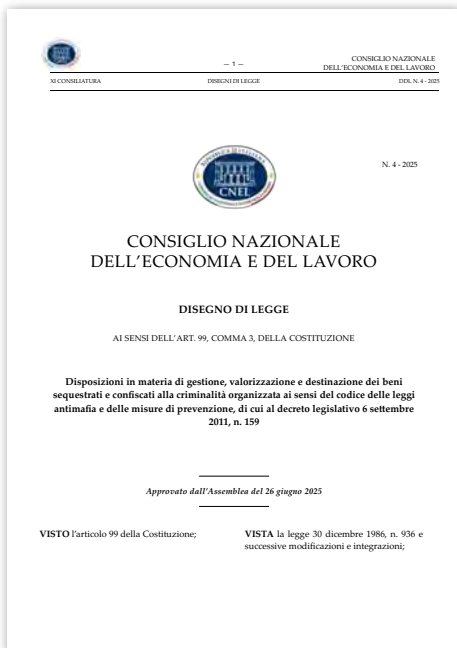 — 1 —
CONSIGLIO NAZIONALE
DELL'ECONOMIA E DEL LAVORO
XI CONSILIATURA DISEGNI DI LEGGE DDL N. 4 - 2025
N. 4 - 2025
CNEL
CONSIGLIO NAZIONALE
DELL'ECONOMIA E DEL LAVORO
DISEGNO DI LEGGE
AI SENSI DELL'ART. 99, COMMA 3, DELLA COSTITUZIONE
Disposizioni in materia di gestione, valorizzazione e destinazione dei beni
sequestrati e confiscati alla criminalità organizzata ai sensi del codice delle leggi
antimafia e delle misure di prevenzione, di cui al decreto legislativo 6 settembre
2011, n. 159
Approvato dall'Assemblea del 26 giugno 2025
VISTO l'articolo 99 della Costituzione;
VISTA la legge 30 dicembre 1986, n. 936 e
successive modificazioni e integrazioni;